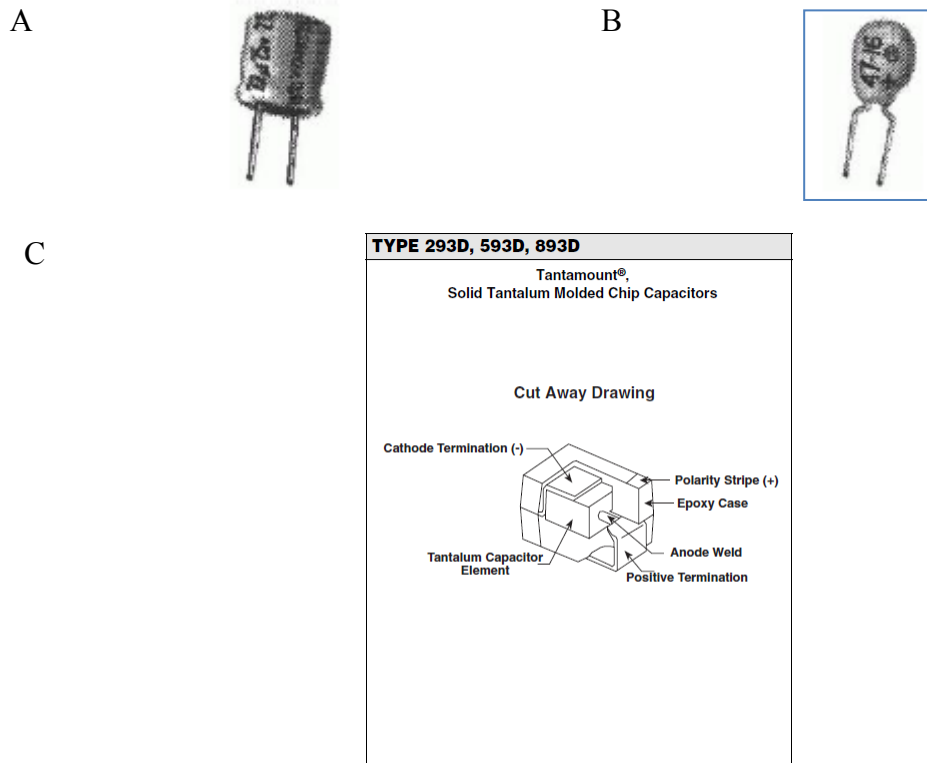 A
B
47-16
+
C
TYPE 293D, 593D, 893D
Tantamount®,
Solid Tantalum Molded Chip Capacitors
Cut Away Drawing
Cathode Termination (-)
Polarity Stripe (+)
Epoxy Case
Anode Weld
Tantalum Capacitor
Element
Positive Termination